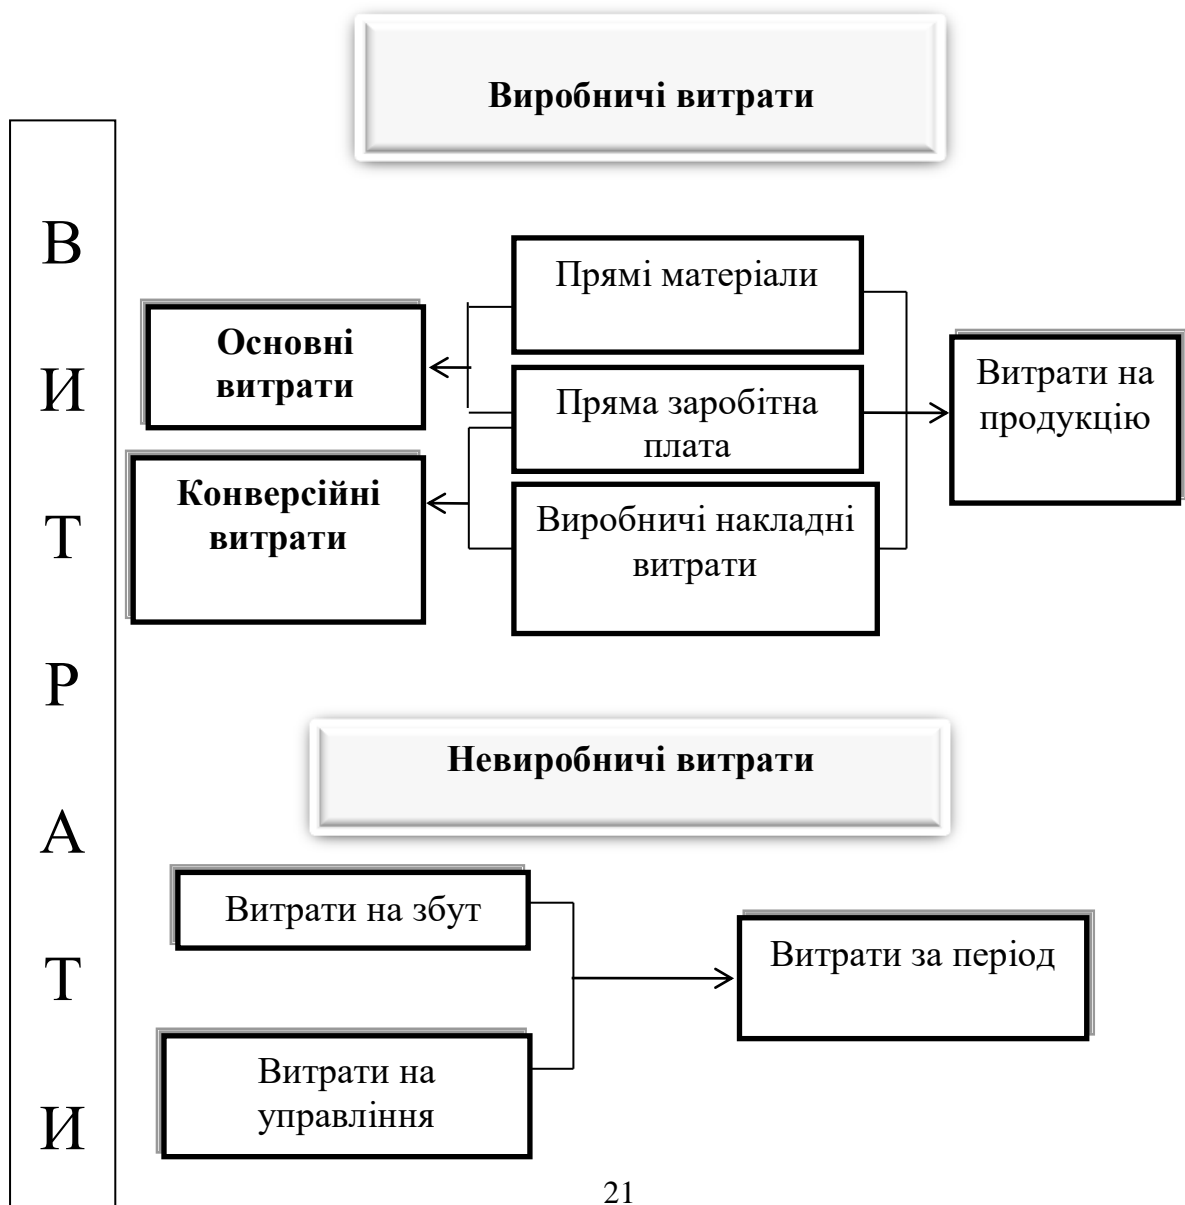 Виробничі витрати
В
И
Т
Р
А
Т
И
Прямі матеріали
Основні
витрати
Пряма заробітна
плата
Витрати на
продукцію
Конверсійні
витрати
Виробничі накладні
витрати
Невиробничі витрати
Витрати на збут
Витрати за період
Витрати на
управління
21